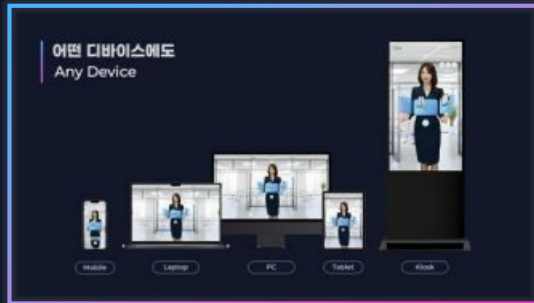 어떤 디바이스에도
Any Device
Mobile
Laptop
PC
Tablet
Kiosk